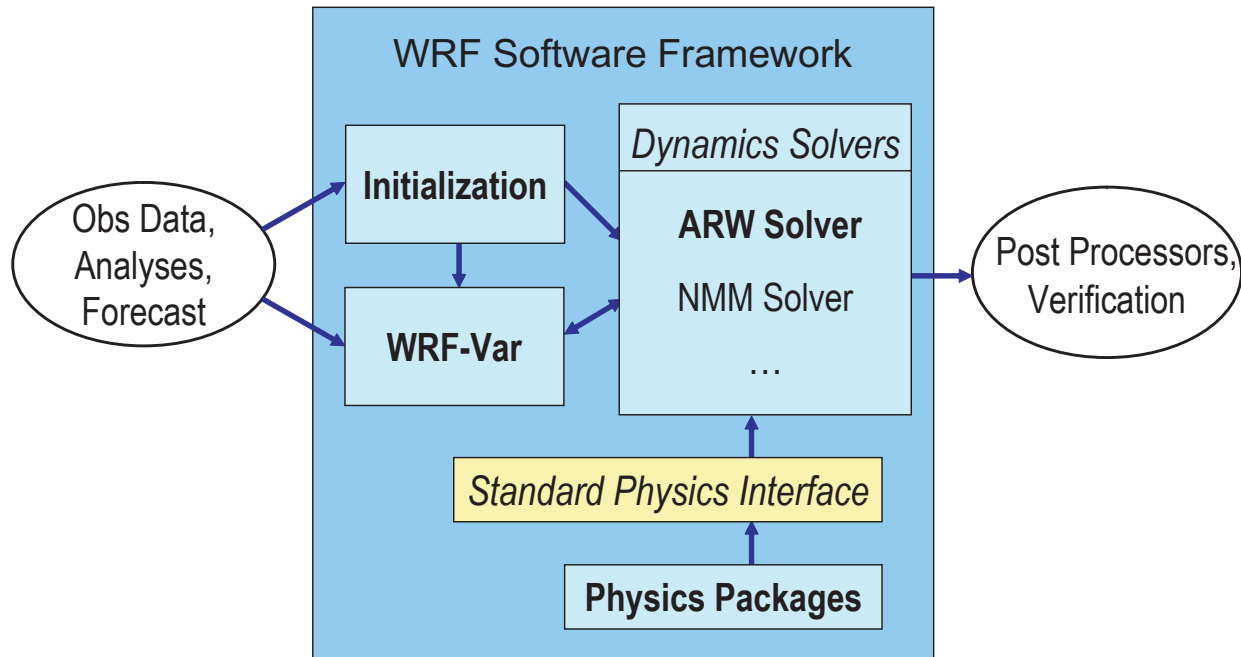 WRF Software Framework
Obs Data,
Analyses,
Forecast
Initialization
WRF-Var
Dynamics Solvers
ARW Solver
NMM Solver
…
Standard Physics Interface
Physics Packages
Post Processors,
Verification